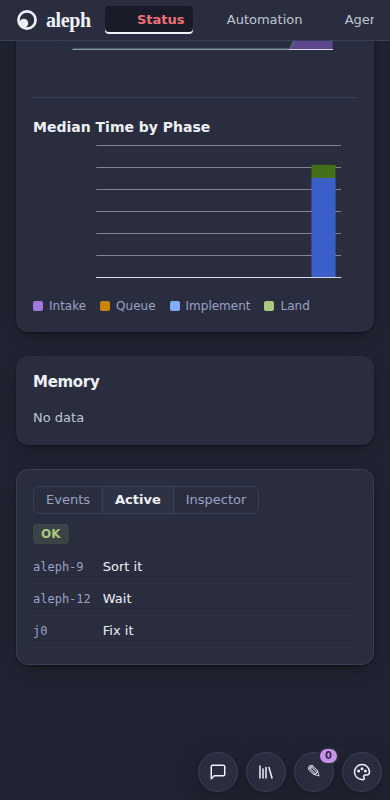 aleph Status Automation Agen
Median Time by Phase
Intake Queue Implement Land
Memory
No data
Events Active Inspector
OK
aleph-9 Sort it
aleph-12 Wait
j0 Fix it
0